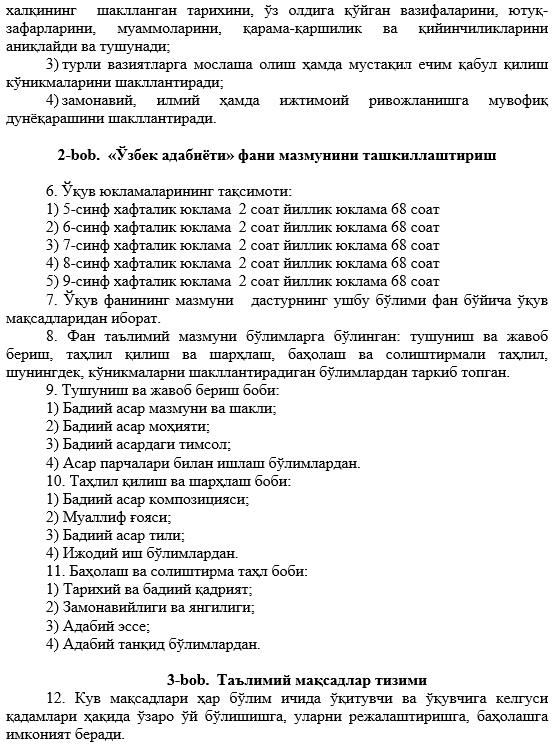 халқининг шаклланган тарихини, ўз олдига қўйган вазифаларини, ютуқ-
зафарларини, муаммоларини, қарама-қаршилик ва қийинчиликларини
аниқлайди ва тушунади;
3) турли вазиятларга мослаша олиш ҳамда мустақил ечим қабул қилиш
кўникмаларини шакллантиради;
4) замонавий, илмий ҳамда ижтимоий ривожланишга мувофиқ
дунёқарашини шакллантиради.
2-bob. «Ўзбек адабиёти» фани мазмунини ташкиллаштириш
6. Ўқув юкламаларининг тақсимоти:
1) 5-синф хафталик юклама 2 соат йиллик юклама 68 соат
2) 6-синф хафталик юклама 2 соат йиллик юклама 68 соат
3) 7-синф хафталик юклама 2 соат йиллик юклама 68 соат
4) 8-синф хафталик юклама 2 соат йиллик юклама 68 соат
5) 9-синф хафталик юклама 2 соат йиллик юклама 68 соат
7. Ўқув фанининг мазмуни дастурнинг ушбу бўлими фан бўйича ўқув
мақсадларидан иборат.
8. Фан таълимий мазмуни бўлимларга бўлинган: тушуниш ва жавоб
бериш, таҳлил қилиш ва шарҳлаш, баҳолаш ва солиштирмали таҳлил,
шунингдек, кўникмаларни шакллантирадиган бўлимлардан таркиб топган.
9. Тушуниш ва жавоб бериш боби:
1) Бадиий асар мазмуни ва шакли;
2) Бадиий асар моҳияти;
3) Бадиий асардаги тимсол;
4) Асар парчалари билан ишлаш бўлимлардан.
10. Таҳлил қилиш ва шарҳлаш боби:
1) Бадиий асар композицияси;
2) Муаллиф ғояси;
3) Бадиий асар тили;
4) Ижодий иш бўлимлардан.
11. Баҳолаш ва солиштирма таҳл боби:
1) Тарихий ва бадиий қадрият;
2) Замонавийлиги ва янгилиги;
3) Адабий эссе;
4) Адабий танқид бўлимлардан.
3-bob. Таълимий мақсадлар тизими
12. Кув мақсадлари ҳар бўлим ичида ўқитувчи ва ўқувчига келгуси
қадамлари ҳақида ўзаро ўй бўлишишга, уларни режалаштиришга, баҳолашга
имконият беради.